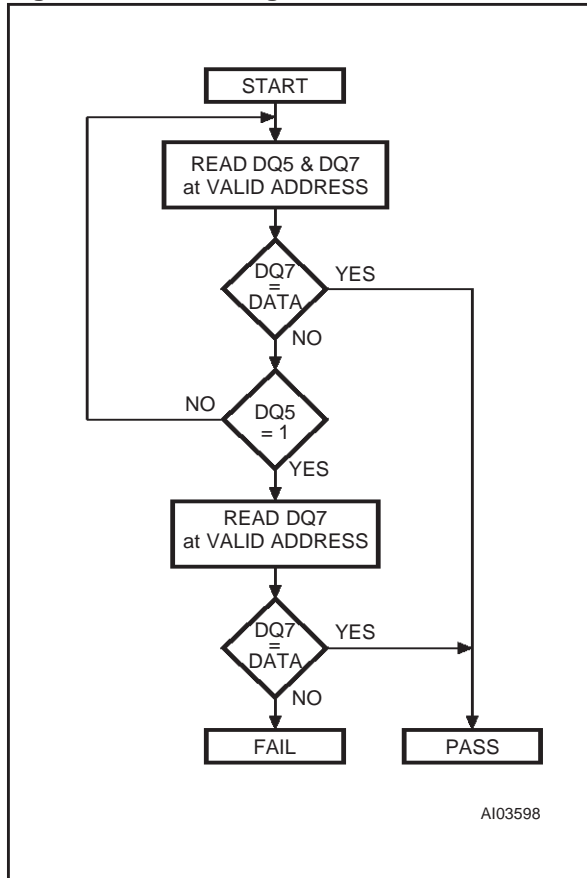 START
READ DQ5 & DQ7
at VALID ADDRESS
DQ7
=
DATA
YES
NO
NO
DQ5
= 1
YES
READ DQ7
at VALID ADDRESS
DQ7
=
DATA
YES
NO
FAIL
PASS
AI03598